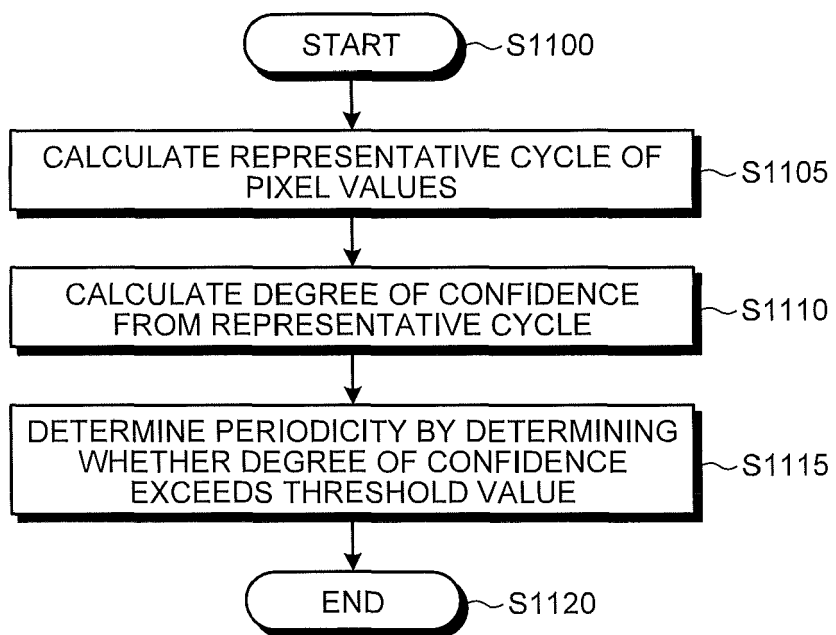 START
S1100
CALCULATE REPRESENTATIVE CYCLE OF
PIXEL VALUES
S1105
CALCULATE DEGREE OF CONFIDENCE
FROM REPRESENTATIVE CYCLE
S1110
DETERMINE PERIODICITY BY DETERMINING
WHETHER DEGREE OF CONFIDENCE
EXCEEDS THRESHOLD VALUE
S1115
END
S1120